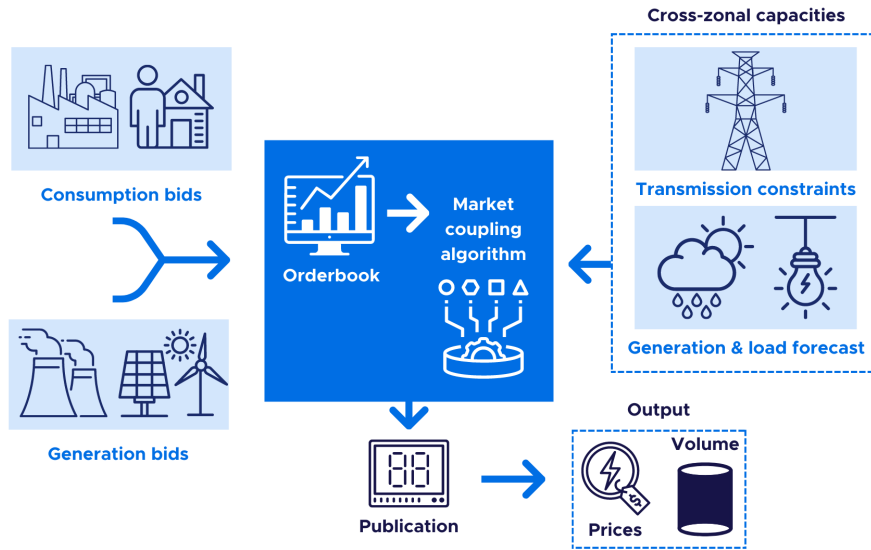 Cross-zonal capacities
Consumption bids
Transmission constraints
Orderbook
Market
coupling
algorithm
Generation & load forecast
Generation bids
Publication
Output
Volume
Prices
88
$